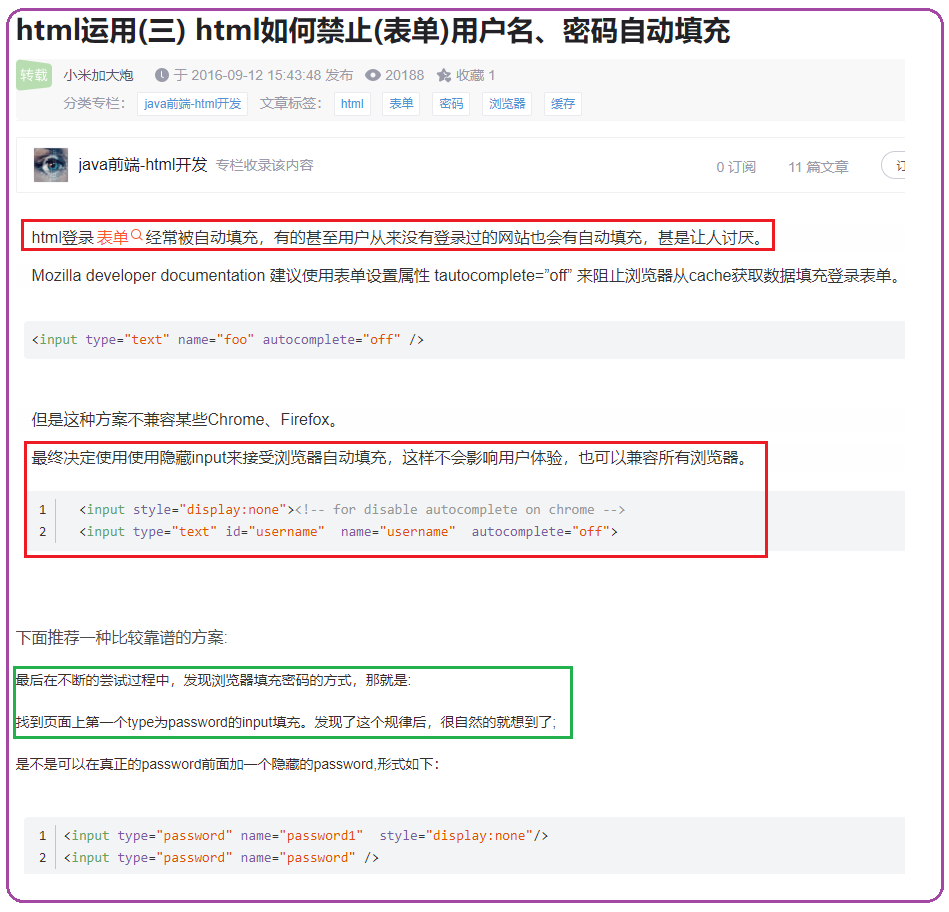 html运用(三) html如何禁止(表单)用户名、密码自动填充
转载 小米加大炮 于 2016-09-12 15:43:48 发布 20188 收藏 1
分类专栏： java前端-html开发 文章标签： html 表单 密码 浏览器 缓存
java前端-html开发 专栏收录该内容 0 订阅 11 篇文章 订
html登录 表单 经常被自动填充，有的甚至用户从来没有登录过的网站也会有自动填充，甚是让人讨厌。
Mozilla developer documentation 建议使用表单设置属性 tautocomplete=”off” 来阻止浏览器从cache获取数据填充登录表单。
<input type="text" name="foo" autocomplete="off" />
但是这种方案不兼容某些Chrome、Firefox。
最终决定使用使用隐藏input来接受浏览器自动填充，这样不会影响用户体验，也可以兼容所有浏览器。
1 <input style="display:none"><!-- for disable autocomplete on chrome -->
2 <input type="text" id="username"  name="username"  autocomplete="off">
下面推荐一种比较靠谱的方案:
最后在不断的尝试过程中，发现浏览器填充密码的方式，那就是:
找到页面上第一个type为password的input填充。发现了这个规律后，很自然的就想到了;
是不是可以在真正的password前面加一个隐藏的password,形式如下：
1 <input type="password" name="password1"  style="display:none"/>
2 <input type="password" name="password" />